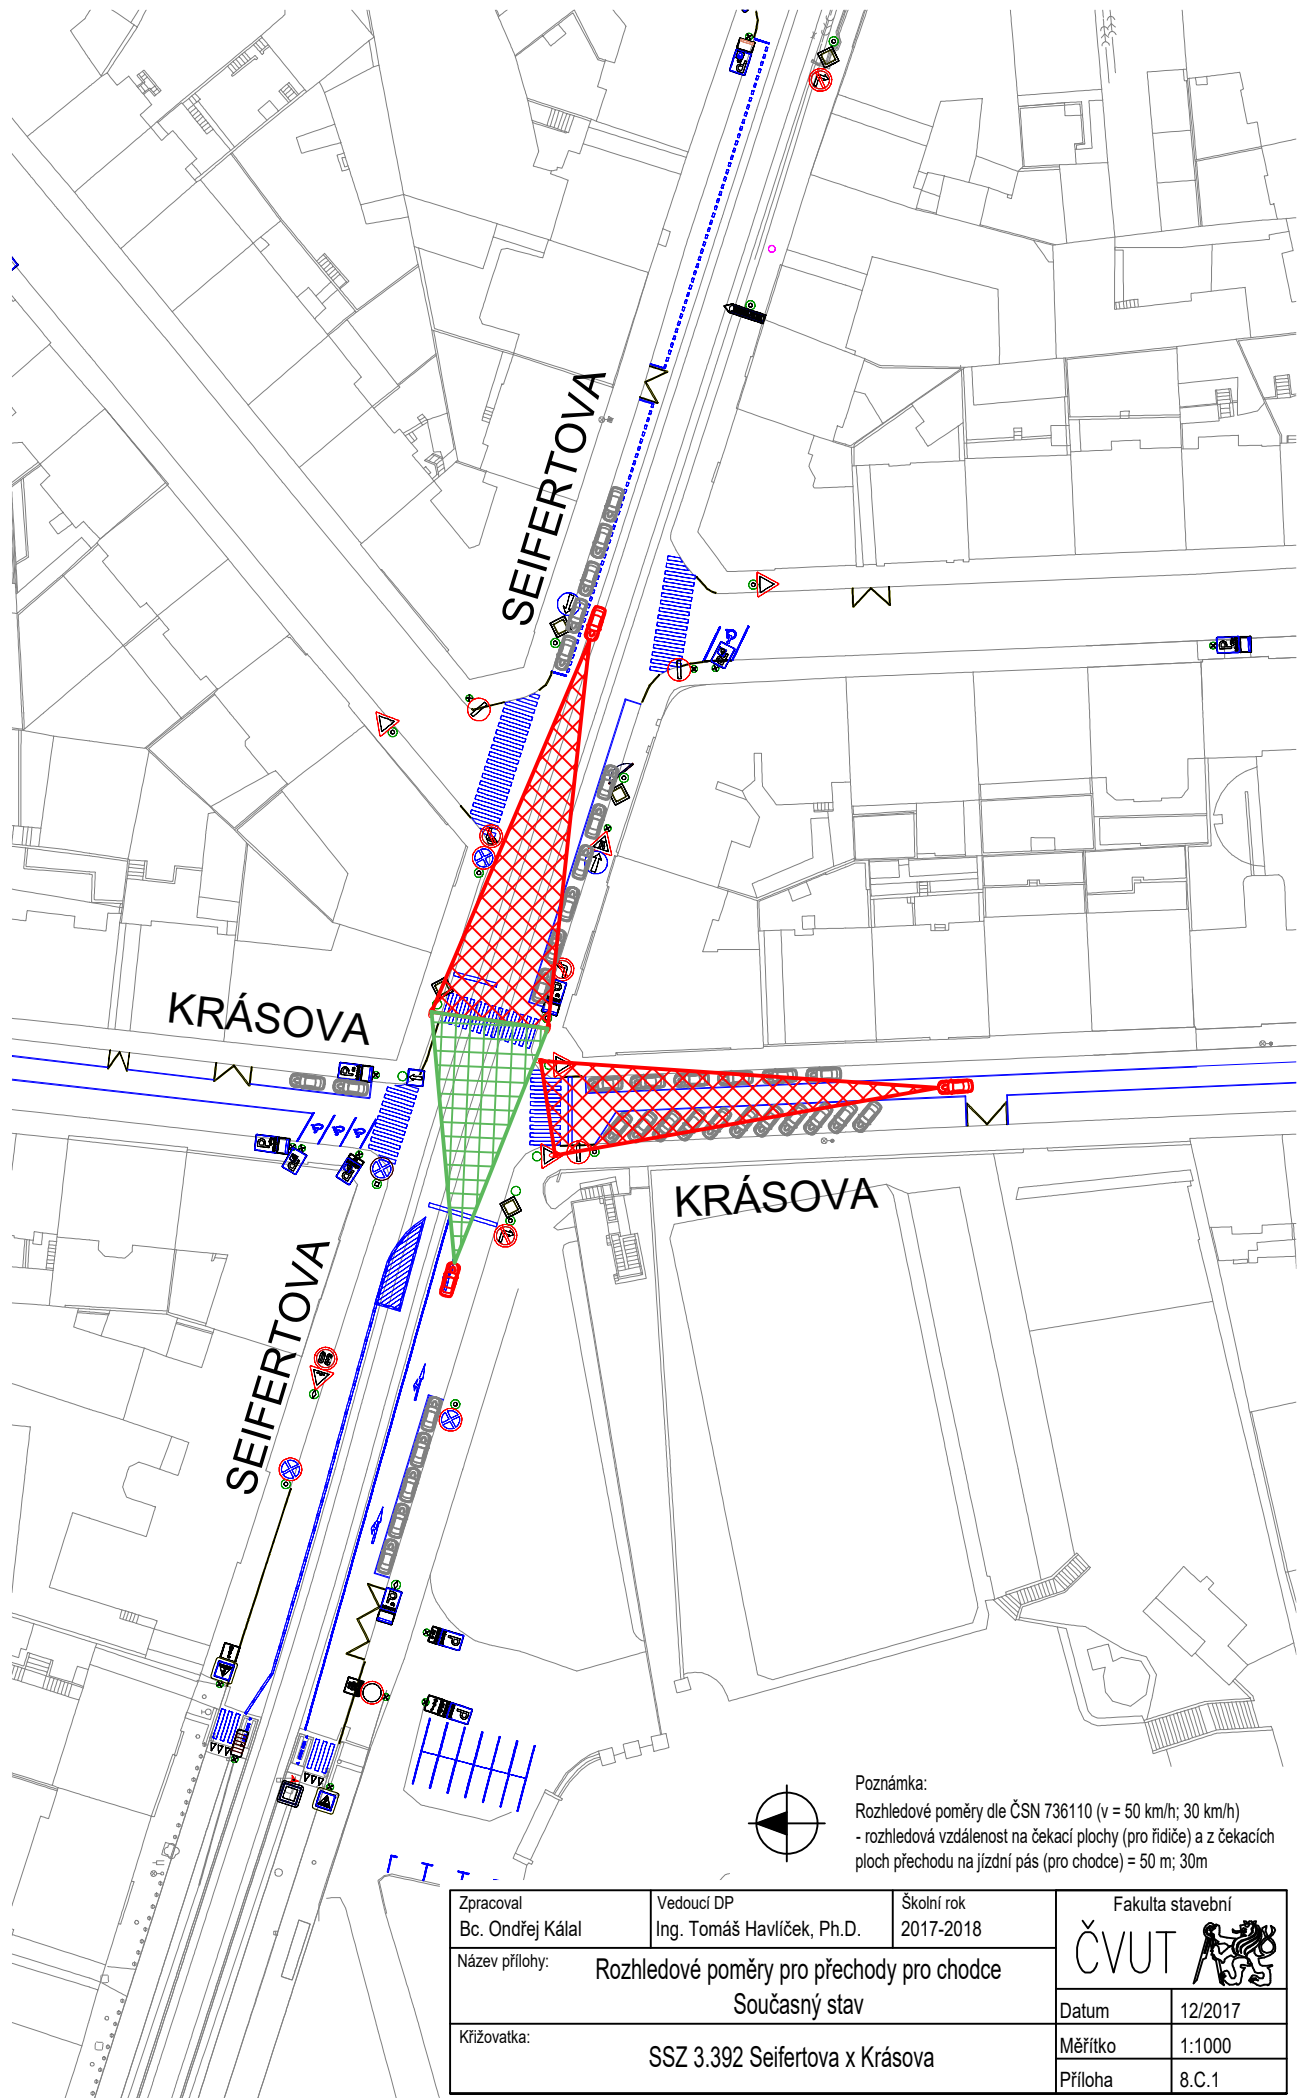 SEIFERTOVA
KRÁSOVA
KRÁSOVA
SEIFERTOVA
30
Poznámka:
Rozhledové poměry dle ČSN 736110 (v = 50 km/h; 30 km/h)
- rozhledová vzdálenost na čekací plochy (pro řidiče) a z čekacích
ploch přechodu na jízdní pás (pro chodce) = 50 m; 30m
Zpracoval
Bc. Ondřej Kálal
Vedoucí DP
Ing. Tomáš Havlíček, Ph.D.
Školní rok
2017-2018
Fakulta stavební
ČVUT
Název přílohy:
Rozhledové poměry pro přechody pro chodce
Současný stav
Datum
12/2017
Křižovatka:
SSZ 3.392 Seifertova x Krásova
Měřítko
1:1000
Příloha
8.C.1